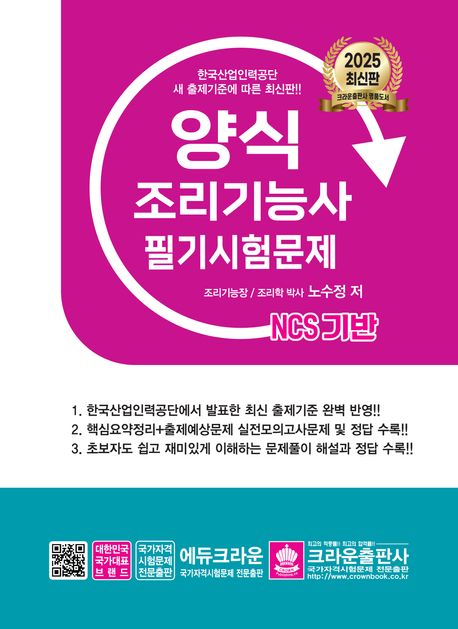 한국산업인력공단
새 출제기준에 따른 최신판!!
2025
최신판
크라운출판사 명품도서
양식
조리기능사
필기시험문제
조리기능장 / 조리학 박사 노수정 저
NCS 기반
1. 한국산업인력공단에서 발표한 최신 출제기준 완벽 반영!!
2. 핵심요약정리+출제예상문제 실전모의고사문제 및 정답 수록!!
3. 초보자도 쉽고 재미있게 이해하는 문제풀이 해설과 정답 수록!!
대한민국
국가대표
브랜드
국가자격
시험문제
전문출판
에듀크라운
국가자격시험문제 전문출판
CROWN
최고의 적중률!! 최고의 합격률!!
크라운출판사
국가자격시험문제 전문출판
http://www.crownbook.co.kr